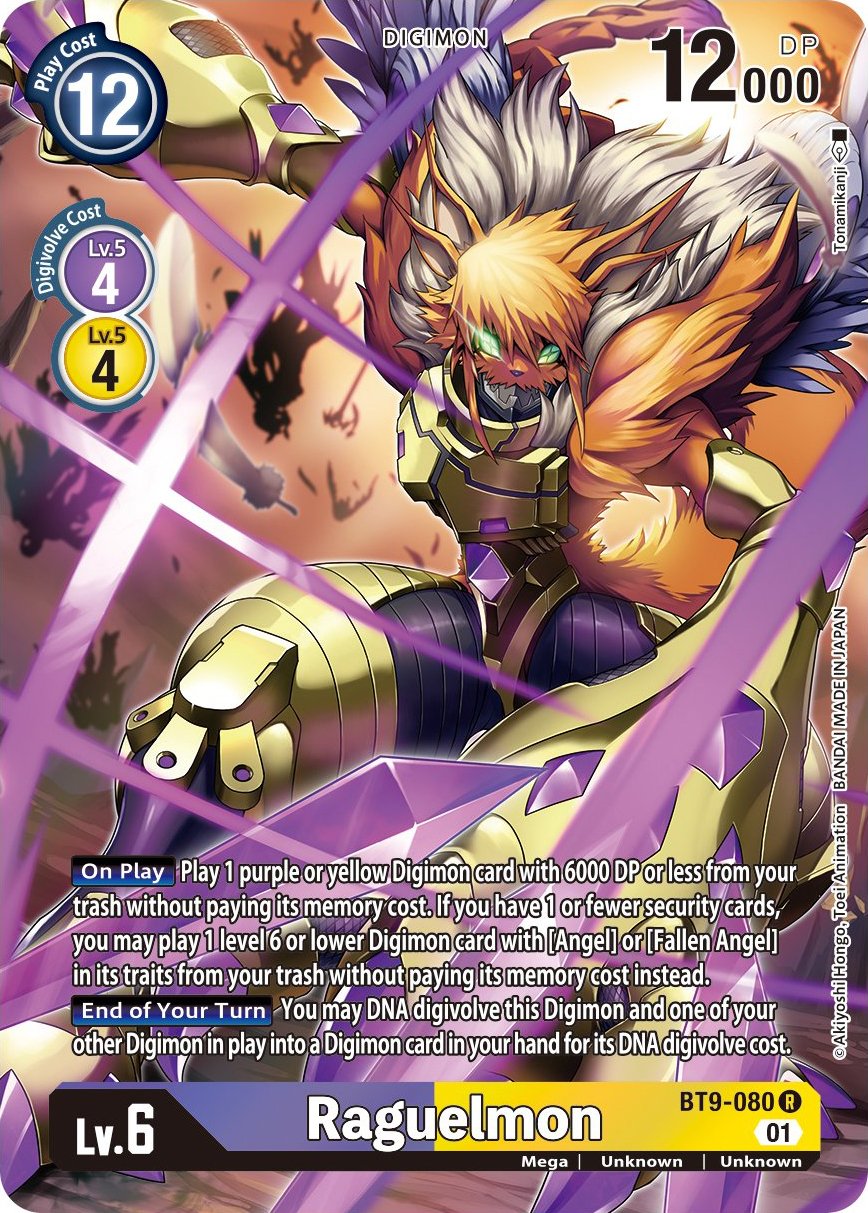 DIGIMON
Play Cost
12
12000
DP
Digivolve Cost
Lv.5
4
Lv.5
4
Tonamikanji
On Play Play 1 purple or yellow Digimon card with 6000 DP or less from your
trash without paying its memory cost. If you have 1 or fewer security cards,
you may play 1 level 6 or lower Digimon card with [Angel] or [Fallen Angel]
in its traits from your trash without paying its memory cost instead.
End of Your Turn You may DNA digivolve this Digimon and one of your
other Digimon in play into a Digimon card in your hand for its DNA digivolve cost.
©Akiyoshi Hongo, Toei Animation BANDAI MADE IN JAPAN
Lv.6
Raguelmon
BT9-080 R
01
Mega | Unknown | Unknown